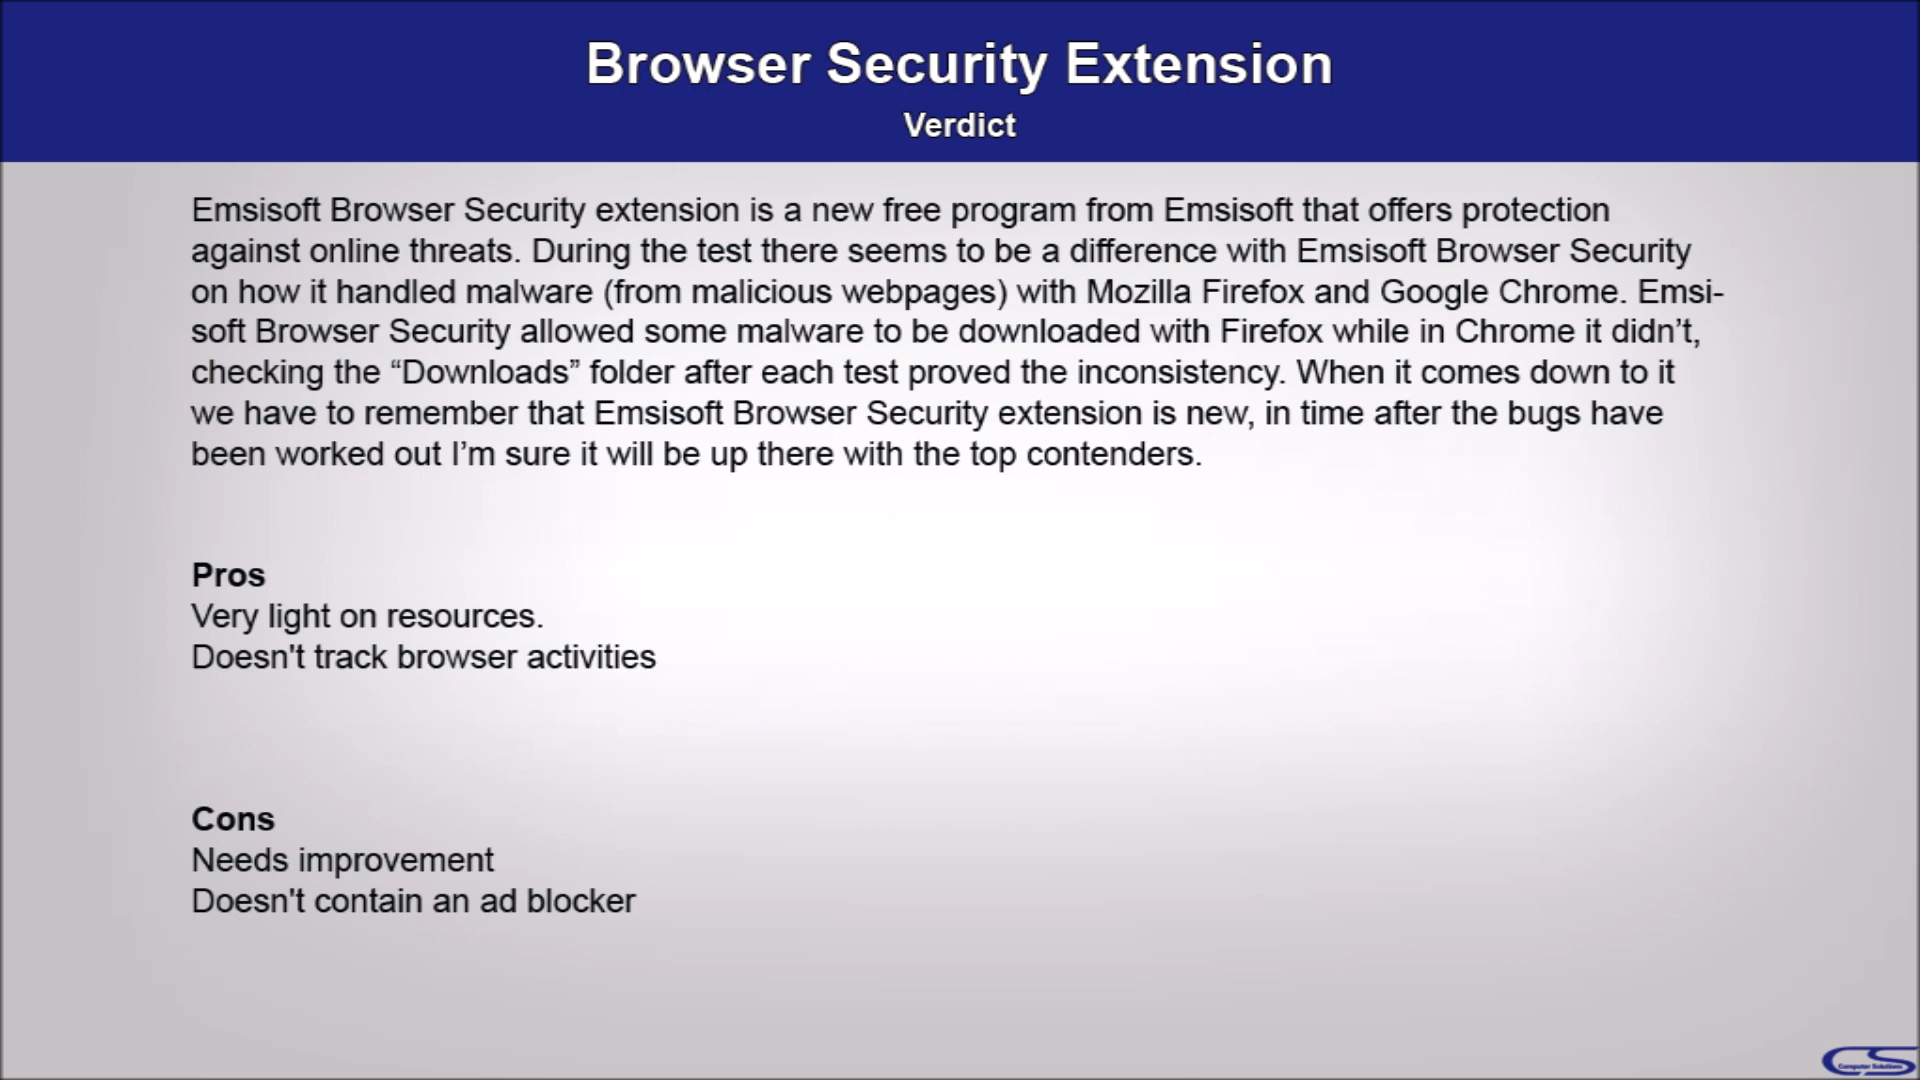 Browser Security Extension
Verdict
Emsisoft Browser Security extension is a new free program from Emsisoft that offers protection
against online threats. During the test there seems to be a difference with Emsisoft Browser Security
on how it handled malware (from malicious webpages) with Mozilla Firefox and Google Chrome. Emsi-
soft Browser Security allowed some malware to be downloaded with Firefox while in Chrome it didn’t,
checking the “Downloads” folder after each test proved the inconsistency. When it comes down to it
we have to remember that Emsisoft Browser Security extension is new, in time after the bugs have
been worked out I’m sure it will be up there with the top contenders.
Pros
Very light on resources.
Doesn't track browser activities
Cons
Needs improvement
Doesn't contain an ad blocker
CS
Computer Solutions